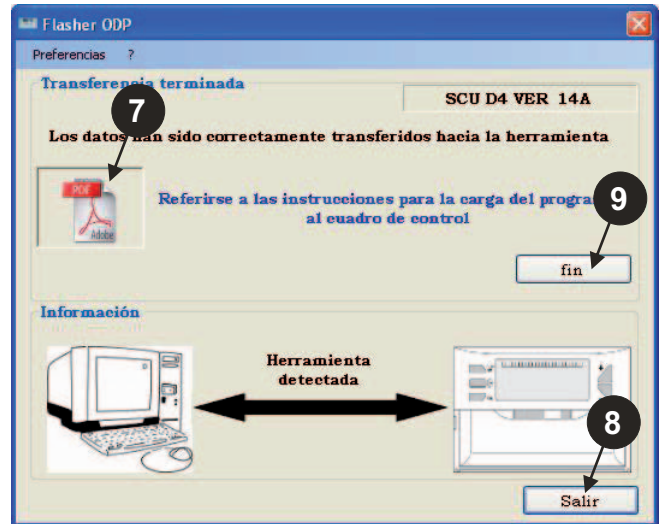 Flasher ODP
Preferencias ?
Transferencia terminada
SCU D4 VER 14A
7
Los datos han sido correctamente transferidos hacia la herramienta
PDF
Adobe
Referirse a las instrucciones para la carga del progra
al cuadro de control
9
fin
Información
Herramienta
detectada
8
Salir